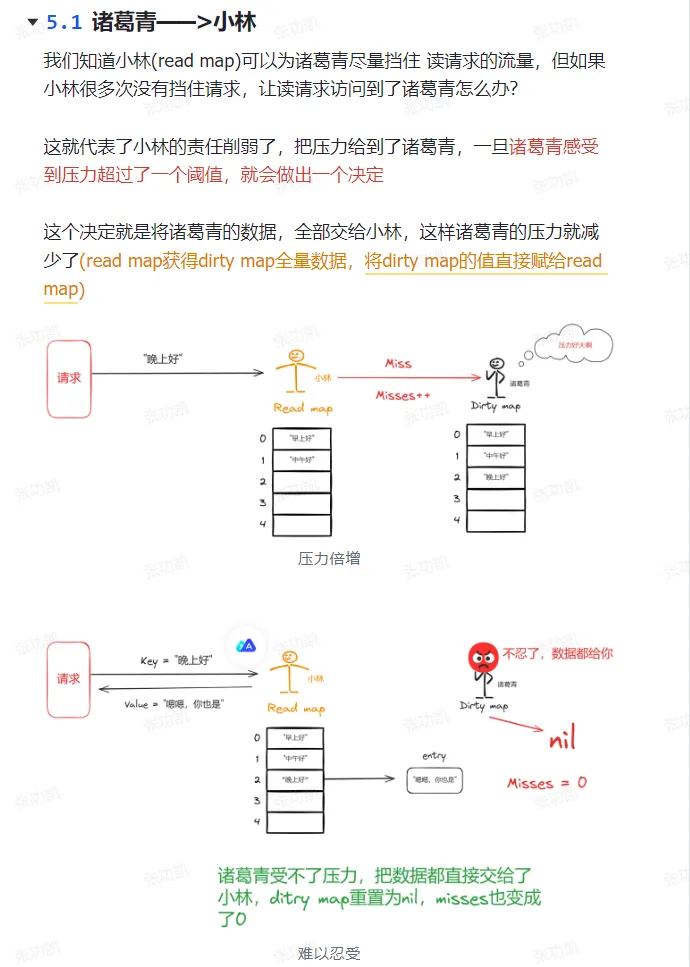 5.1 诸葛青——>小林
我们知道小林(read map)可以为诸葛青尽量挡住 读请求的流量，但如果
小林很多次没有挡住请求，让读请求访问到了诸葛青怎么办?
这就代表了小林的责任削弱了，把压力给到了诸葛青，一旦诸葛青感受
到压力超过了一个阈值，就会做出一个决定
这个决定就是将诸葛青的数据，全部交给小林，这样诸葛青的压力就减
少了(read map获得dirty map全量数据，将dirty map的值直接赋给read
map)
请求
"晚上好"
小林
Read map
Miss
Misses++
压力好大啊
诸葛青
Dirty map
0 "早上好"
1 "中午好"
2
3
4
0 "早上好"
1 "中午好"
2 "晚上好"
3
4
压力倍增
请求
Key = "晚上好"
Value = "嗯嗯，你也是"
小林
Read map
不忍了，数据都给你
诸葛青
Dirty map
nil
Misses = 0
0 "早上好"
1 "中午好"
2 "晚上好"
3
4
entry
"嗯嗯，你也是"
诸葛青受不了压力，把数据都直接交给了
小林，ditry map重置为nil，misses也变成
了0
难以忍受
张功凯